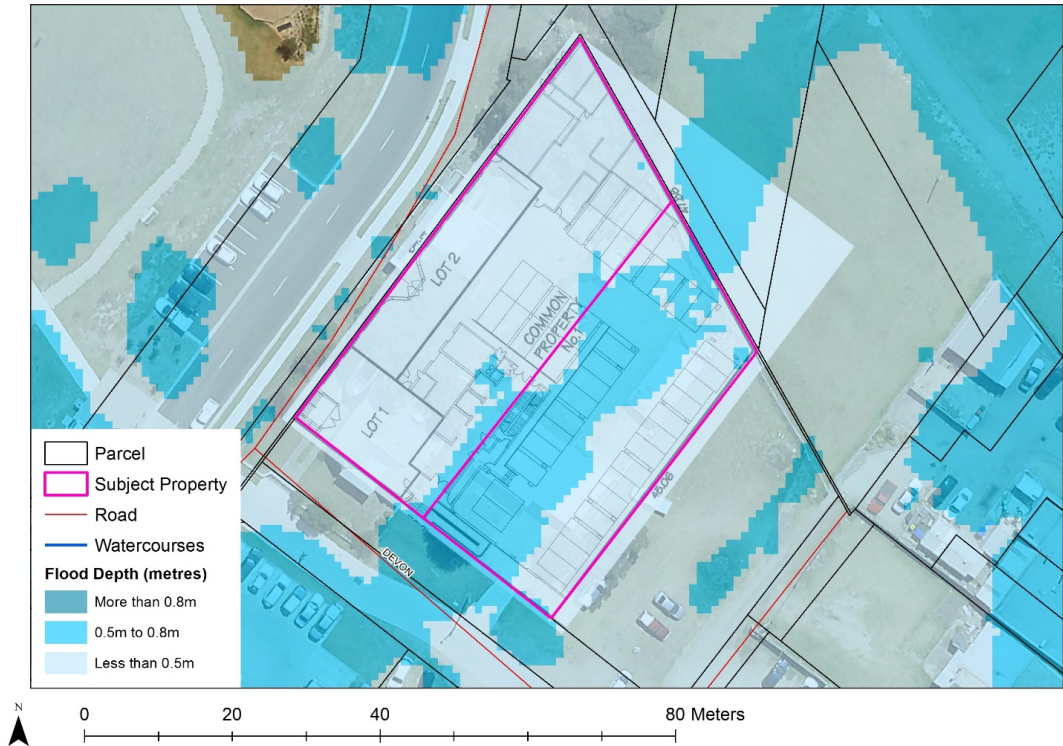 LOT 2
COMMON
PROPERTY
No.1
LOT 1
46.06
DEVON
Parcel
Subject Property
Road
Watercourses
Flood Depth (metres)
More than 0.8m
0.5m to 0.8m
Less than 0.5m
N
0 20 40 80 Meters